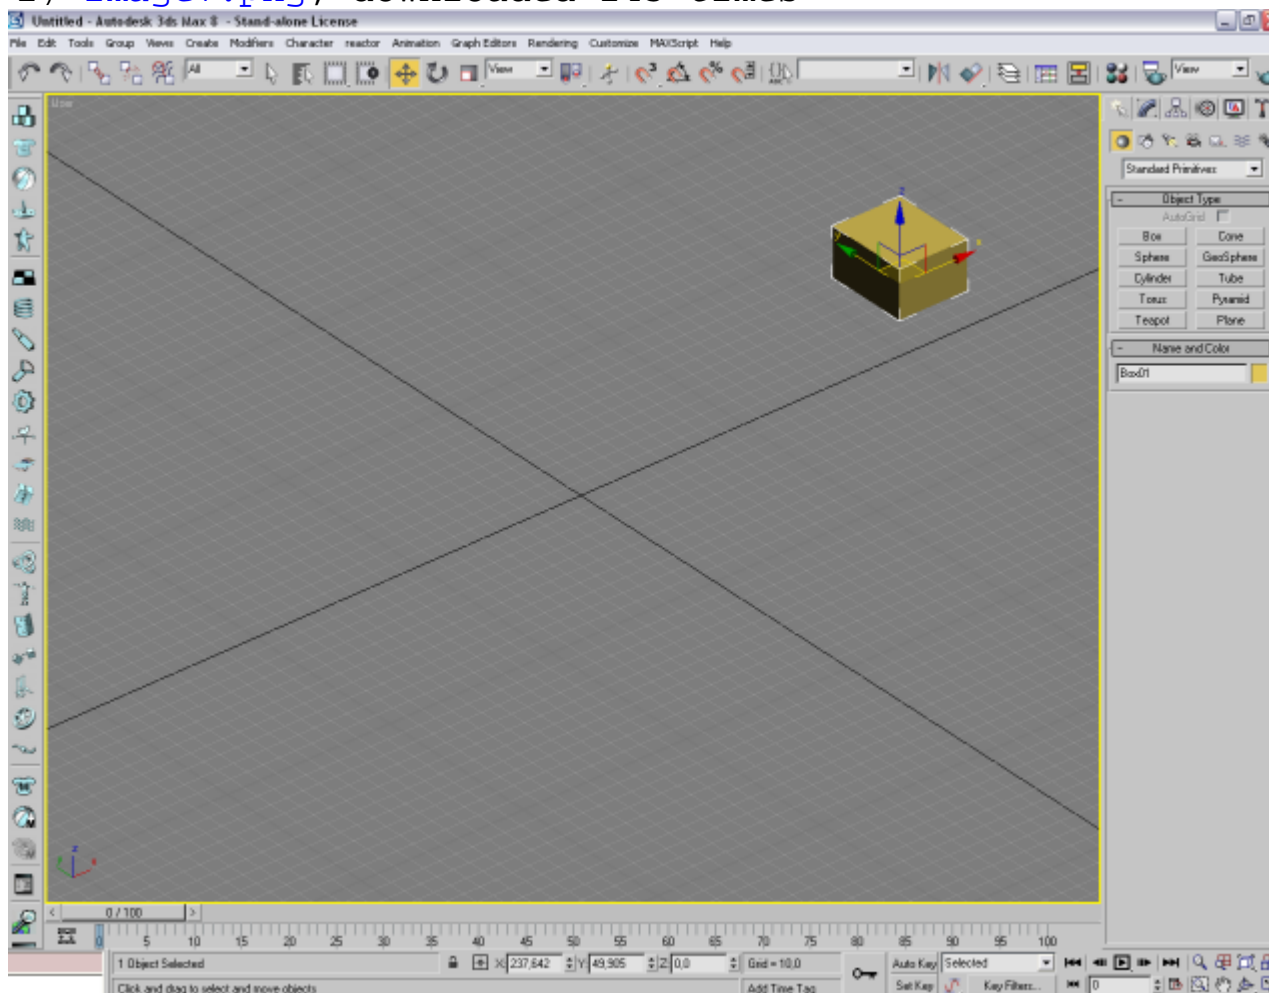 Untitled - Autodesk 3ds Max 8 - Stand-alone License
File Edit Tools Group Views Create Modifiers Character reactor Animation Graph Editors Rendering Customize MAXScript Help
All View View
User
Standard Primitives
- Object Type
AutoGrid
Box Cone
Sphere GeoSphere
Cylinder Tube
Torus Pyramid
Teapot Plane
- Name and Color
Box01
z
y x
z
x
< 0 / 100 >
0 5 10 15 20 25 30 35 40 45 50 55 60 65 70 75 80 85 90 95 100
1 Object Selected X: 237,642 Y: 49,905 Z: 0,0 Grid = 10,0 Auto Key Selected
Click and drag to select and move objects Add Time Tag Set Key Key Filters... 0